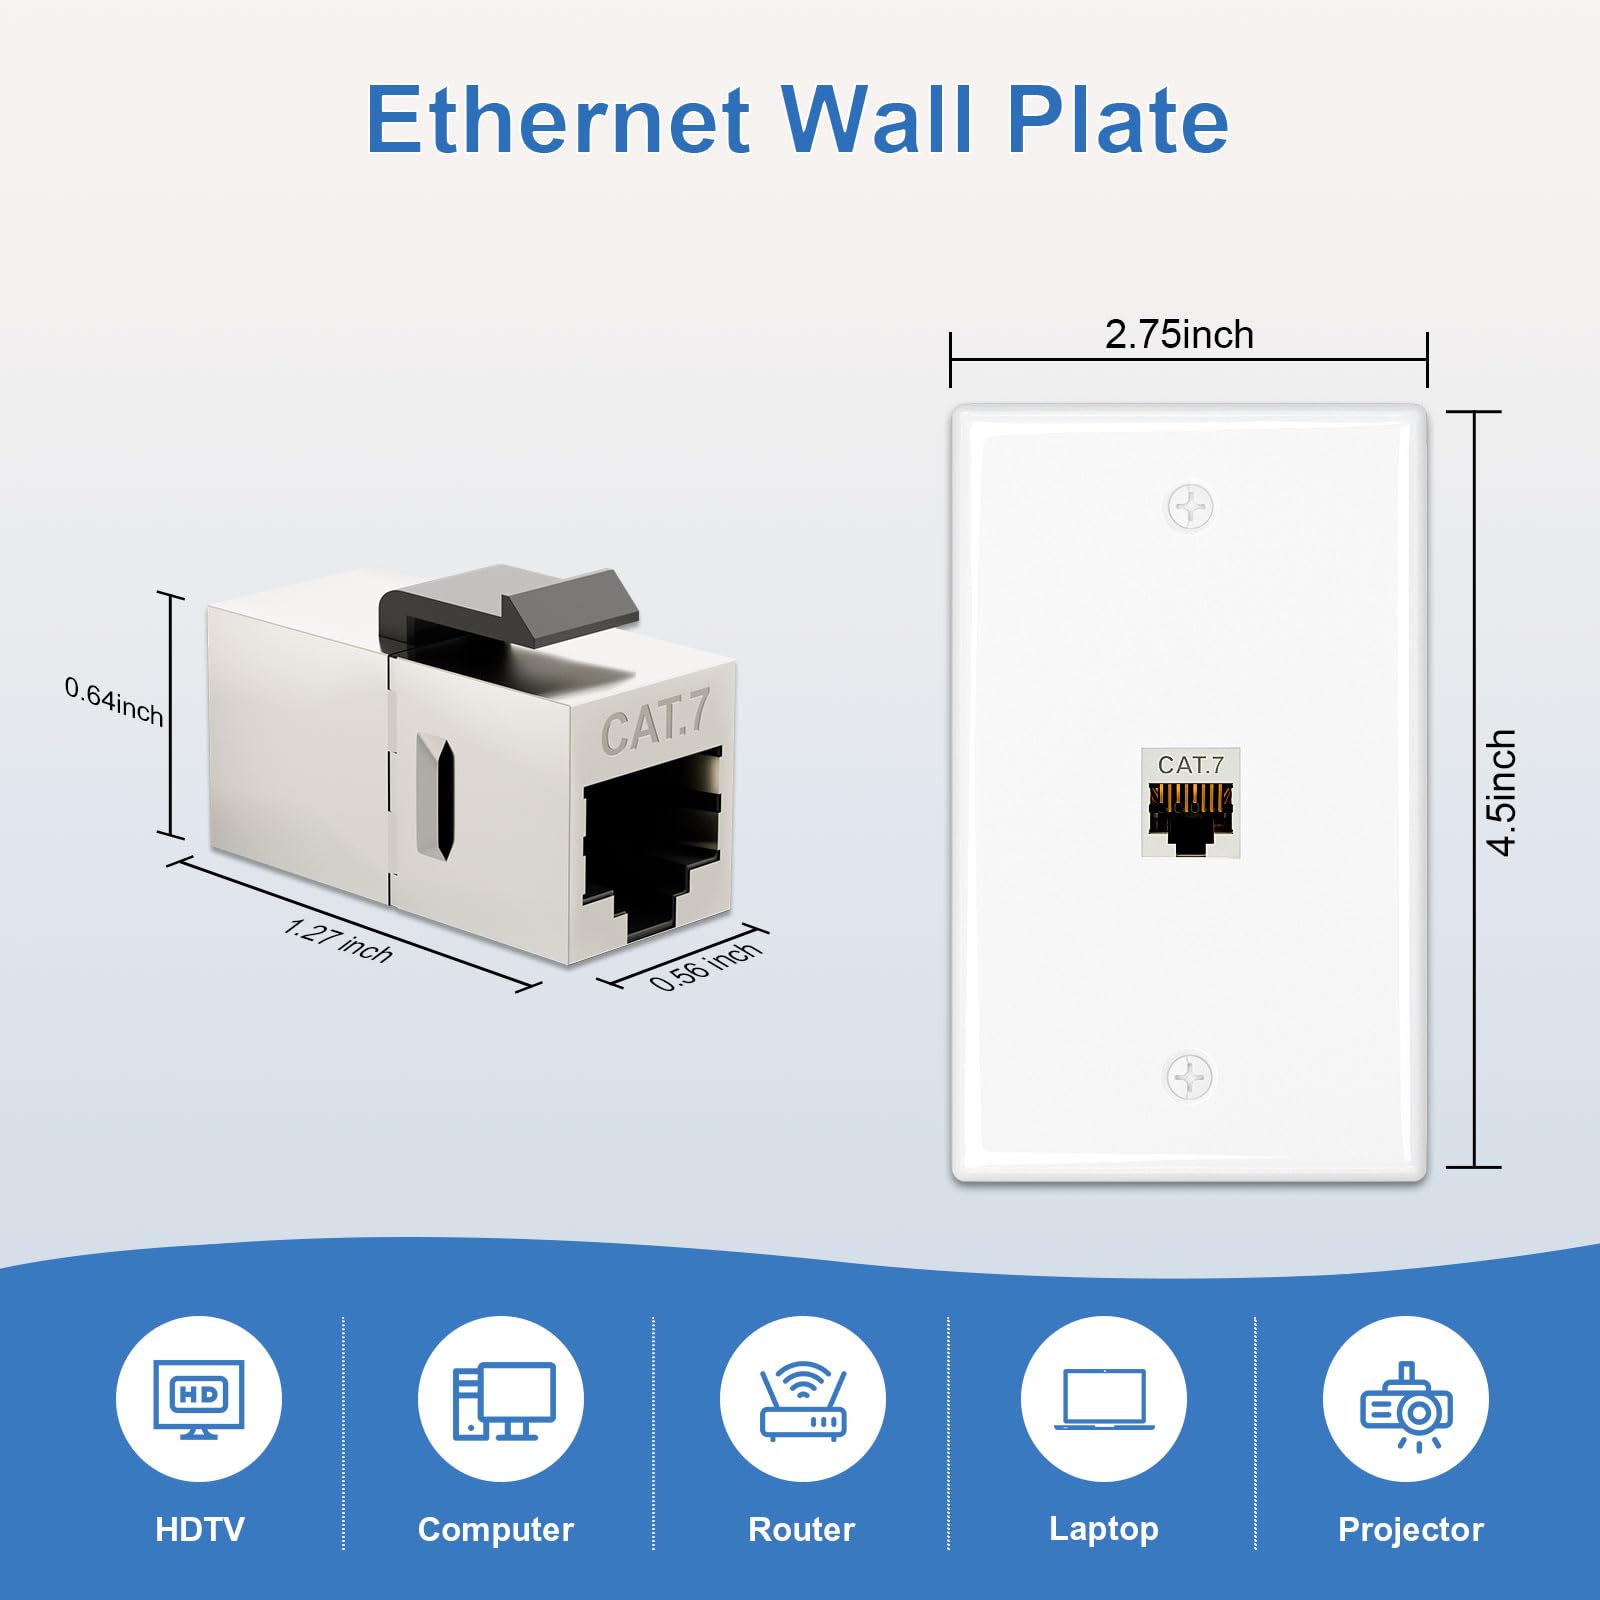 Ethernet Wall Plate
2.75inch
4.5inch
CAT.7
0.64inch
CAT.7
1.27 inch
0.56 inch
HD
HDTV
Computer
Router
Laptop
Projector